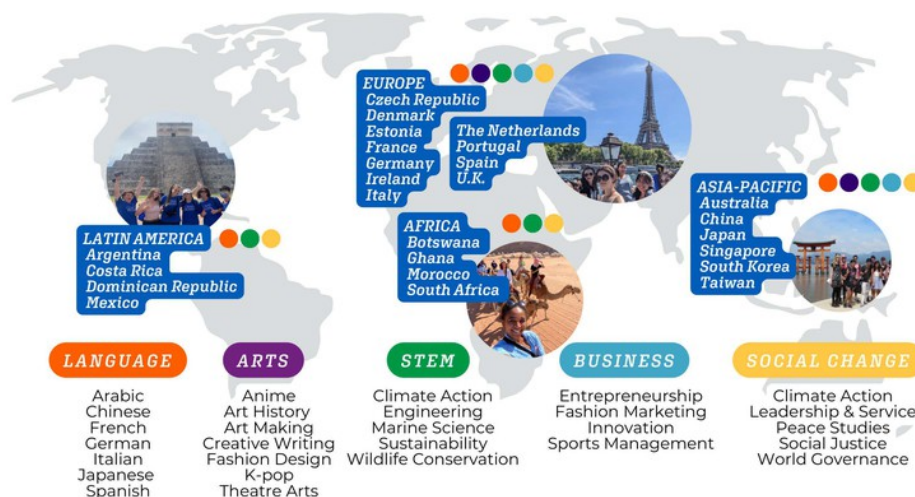 EUROPE
Czech Republic
Denmark
Estonia
France
Germany
Ireland
Italy
The Netherlands
Portugal
Spain
U.K.
ASIA-PACIFIC
Australia
China
Japan
Singapore
South Korea
Taiwan
LATIN AMERICA
Argentina
Costa Rica
Dominican Republic
Mexico
AFRICA
Botswana
Ghana
Morocco
South Africa
LANGUAGE
Arabic
Chinese
French
German
Italian
Japanese
Spanish
ARTS
Anime
Art History
Art Making
Creative Writing
Fashion Design
K-pop
Theatre Arts
STEM
Climate Action
Engineering
Marine Science
Sustainability
Wildlife Conservation
BUSINESS
Entrepreneurship
Fashion Marketing
Innovation
Sports Management
SOCIAL CHANGE
Climate Action
Leadership & Service
Peace Studies
Social Justice
World Governance